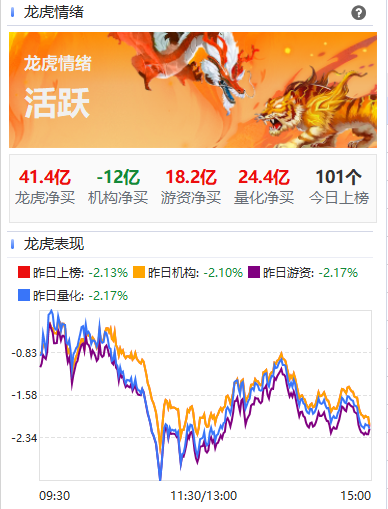 龙虎情绪 ?
龙虎情绪
活跃
41.4亿 -12亿 18.2亿 24.4亿 101个
龙虎净买 机构净买 游资净买 量化净买 今日上榜
龙虎表现
昨日上榜: -2.13% 昨日机构: -2.10% 昨日游资: -2.17%
昨日量化: -2.17%
-0.83
-1.58
-2.34
09:30 11:30/13:00 15:00